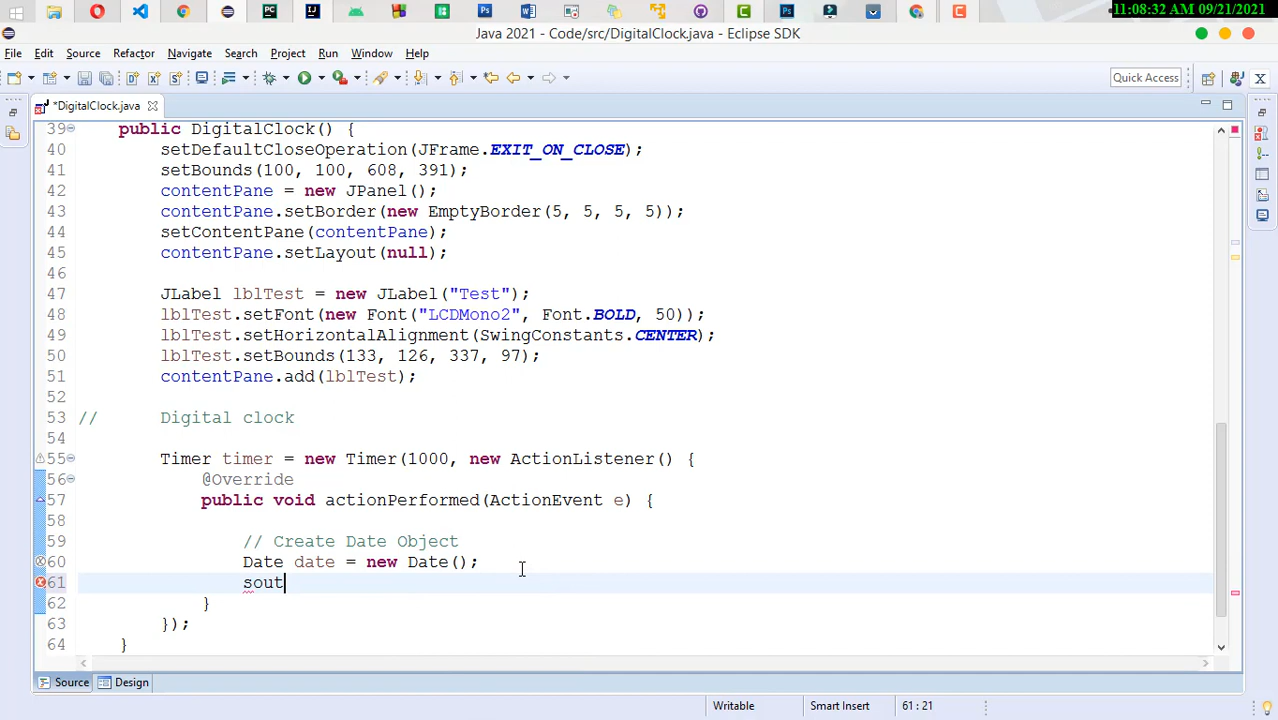 11:08:32 AM 09/21/2021
Java 2021 - Code/src/DigitalClock.java - Eclipse SDK
File Edit Source Refactor Navigate Search Project Run Window Help
Quick Access
*DigitalClock.java
39 public DigitalClock() {
40 setDefaultCloseOperation(JFrame.EXIT_ON_CLOSE);
41 setBounds(100, 100, 608, 391);
42 contentPane = new JPanel();
43 contentPane.setBorder(new EmptyBorder(5, 5, 5, 5));
44 setContentPane(contentPane);
45 contentPane.setLayout(null);
46
47 JLabel lblTest = new JLabel("Test");
48 lblTest.setFont(new Font("LCDMono2", Font.BOLD, 50));
49 lblTest.setHorizontalAlignment(SwingConstants.CENTER);
50 lblTest.setBounds(133, 126, 337, 97);
51 contentPane.add(lblTest);
52
53 // Digital clock
54
55 Timer timer = new Timer(1000, new ActionListener() {
56 @Override
57 public void actionPerformed(ActionEvent e) {
58
59 // Create Date Object
60 Date date = new Date();
61 sout
62 }
63 });
64 }
Source Design
Writable Smart Insert 61 : 21